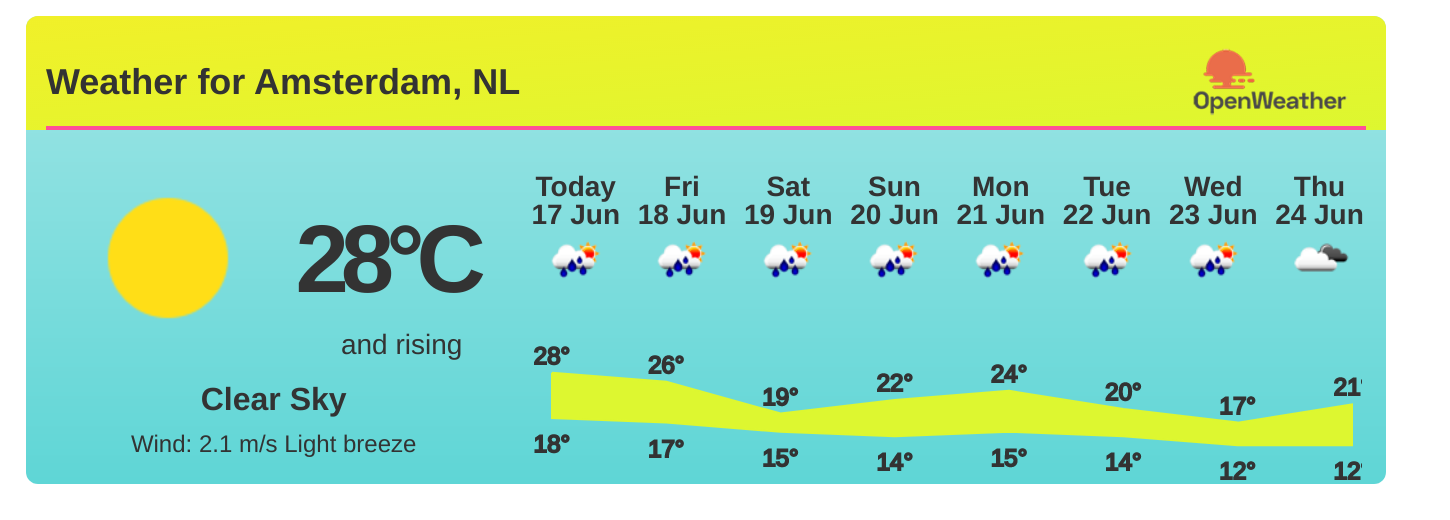 Weather for Amsterdam, NL
OpenWeather
28°C
and rising
Clear Sky
Wind: 2.1 m/s Light breeze
Today Fri Sat Sun Mon Tue Wed Thu
17 Jun 18 Jun 19 Jun 20 Jun 21 Jun 22 Jun 23 Jun 24 Jun
28° 26° 19° 22° 24° 20° 17° 21°
18° 17° 15° 14° 15° 14° 12° 12°